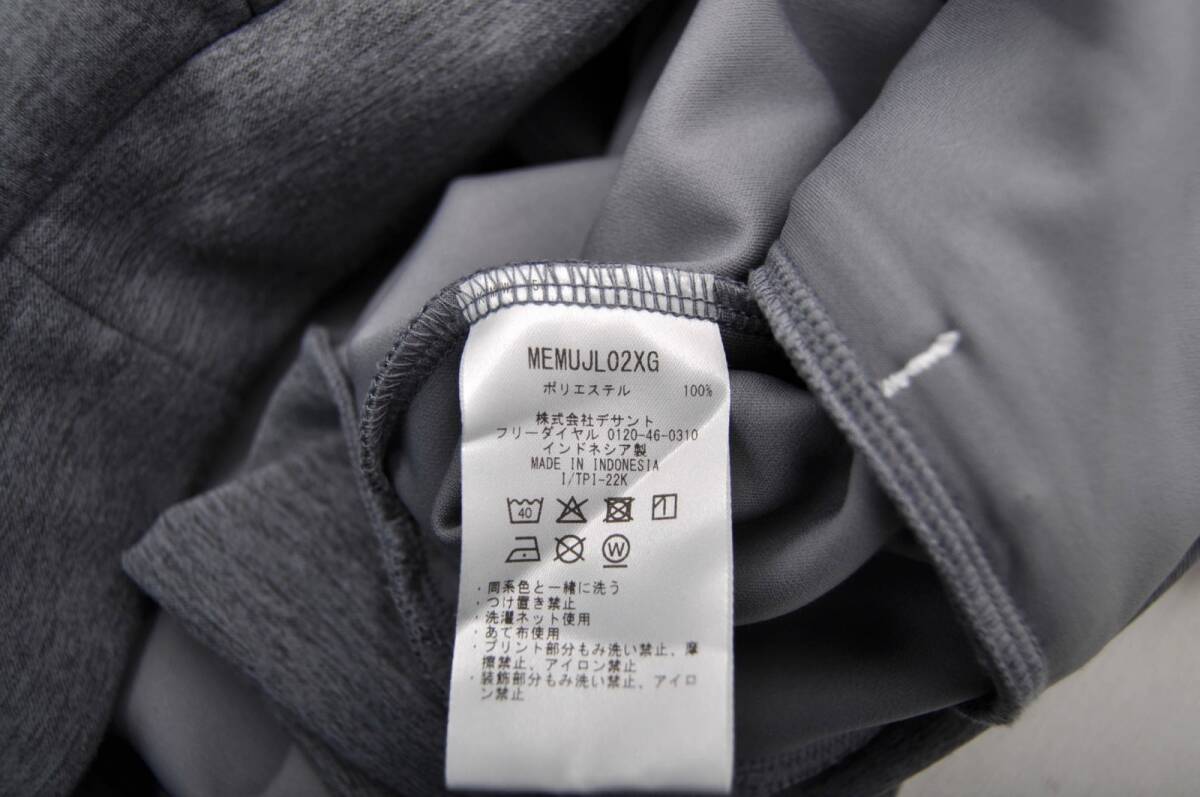 5
MEMUJL02XG
ポリエステル 100%
株式会社デサント
フリーダイヤル 0120-46-0310
インドネシア製
MADE IN INDONESIA
I/TPI-22K
40
W
・同系色と一緒に洗う
・つけ置き禁止
・洗濯ネット使用
・あて布使用
・プリント部分もみ洗い禁止、摩
擦禁止、アイロン禁止
・装飾部分もみ洗い禁止、アイロ
ン禁止